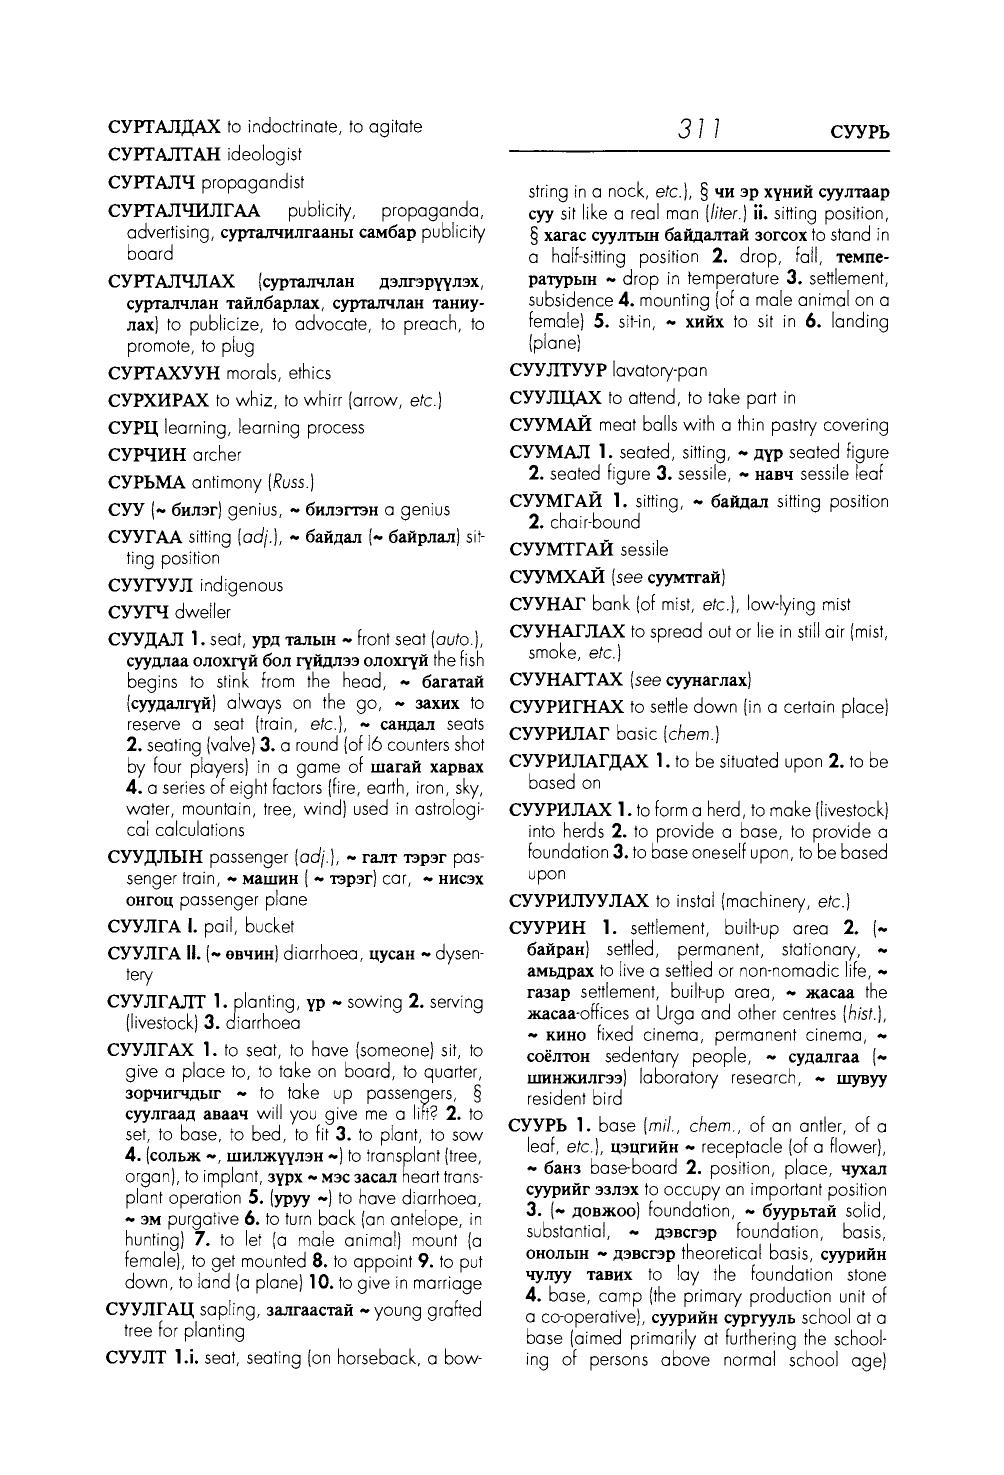 СУРТАЛДАХ to indoctrinate, to agitate
СУРТАЛТАН ideologist
СУРТАЛЧ propagandist
СУРТАЛЧИЛГАА publicity, propaganda,
advertising, сурталчилгааны самбар publicity
board
СУРТАЛЧЛАХ (сурталчлан дэлгэрүүлэх,
сурталчлан тайлбарлах, сурталчлан таниу-
лах) to publicize, to advocate, to preach, to
promote, to plug
СУРТАХУУН morals, ethics
СУРХИРАХ to whiz, to whirr (arrow, etc.)
СУРЦ learning, learning process
СУРЧИН archer
СУРЬМА antimony (Russ.)
СУУ (~ билэг) genius, ~ билэгтэн a genius
СУУГАА sitting (adj.), ~ байдал (~ байрлал) sit-
ting position
СУУГУУЛ indigenous
СУУГЧ dweller
СУУДАЛ 1. seat, урд талын ~ front seat (auto.),
суудлаа олохгүй бол гүйдлээ олохгүй the fish
begins to stink from the head, ~ багатай
(суудалгүй) always on the go, ~ захих to
reserve a seat (train, etc.), ~ сандал seats
2. seating (valve) 3. a round (of 16 counters shot
by four players) in a game of шагай харвах
4. a series of eight factors (fire, earth, iron, sky,
water, mountain, tree, wind) used in astrologi-
cal calculations
СУУДЛЫН passenger (adj.), ~ галт тэрэг pas-
senger train, ~ машин ( ~ тэрэг) car, ~ нисэх
онгоц passenger plane
СУУЛГА I. pail, bucket
СУУЛГА II. (~ өвчин) diarrhoea, цусан ~ dysen-
tery
СУУЛГАЛТ 1. planting, үр ~ sowing 2. serving
(livestock) 3. diarrhoea
СУУЛГАХ 1. to seat, to have (someone) sit, to
give a place to, to take on board, to quarter,
зорчигчдыг ~ to take up passengers, §
суулгаад аваач will you give me a lift? 2. to
set, to base, to bed, to fit 3. to plant, to sow
4. (сольж ~, шилжүүлэн ~) to transplant (tree,
organ), to implant, зүрх ~ мэс засал heart trans-
plant operation 5. (уруу ~) to have diarrhoea,
~ эм purgative 6. to turn back (an antelope, in
hunting) 7. to let (a male animal) mount (a
female), to get mounted 8. to appoint 9. to put
down, to land (a plane) 10. to give in marriage
СУУЛГАЦ sapling, залгаастай ~ young grafted
tree for planting
СУУЛТ 1.i. seat, seating (on horseback, a bow-
311 СУУРЬ
string in a nock, etc.), § чи эр хүний суултаар
суу sit like a real man (liter.) ii. sitting position,
§ хагас суултын байдалтай зогсох to stand in
a half-sitting position 2. drop, fall, темпе-
ратурын ~ drop in temperature 3. settlement,
subsidence 4. mounting (of a male animal on a
female) 5. sit-in, ~ хийх to sit in 6. landing
(plane)
СУУЛТУУР lavatory-pan
СУУЛЦАХ to attend, to take part in
СУУМАЙ meat balls with a thin pastry covering
СУУМАЛ 1. seated, sitting, ~ дүр seated figure
2. seated figure 3. sessile, ~ навч sessile leaf
СУУМГАЙ 1. sitting, ~ байдал sitting position
2. chair-bound
СУУМТГАЙ sessile
СУУМХАЙ (see суумтгай)
СУУНАГ bank (of mist, etc.), low-lying mist
СУУНАГЛАХ to spread out or lie in still air (mist,
smoke, etc.)
СУУНАГТАХ (see суунаглах)
СУУРИГНАХ to settle down (in a certain place)
СУУРИЛАГ basic (chem.)
СУУРИЛАГДАХ 1. to be situated upon 2. to be
based on
СУУРИЛАХ 1. to form a herd, to make (livestock)
into herds 2. to provide a base, to provide a
foundation 3. to base oneself upon, to be based
upon
СУУРИЛУУЛАХ to instal (machinery, etc.)
СУУРИН 1. settlement, built-up area 2. (~
байран) settled, permanent, stationary, ~
амьдрах to live a settled or non-nomadic life, ~
газар settlement, built-up area, ~ жасаа the
жасаа-offices at Urga and other centres (hist.),
~ кино fixed cinema, permanent cinema, ~
соёлтон sedentary people, ~ судалгаа (~
шинжилгээ) laboratory research, ~ шувуу
resident bird
СУУРЬ 1. base (mil., chem., of an antler, of a
leaf, etc.), цэцгийн ~ receptacle (of a flower),
~ банз base-board 2. position, place, чухал
суурийг эзлэх to occupy an important position
3. (~ довжоо) foundation, ~ буурьтай solid,
substantial, ~ дэвсгэр foundation, basis,
онолын ~ дэвсгэр theoretical basis, суурийн
чулуу тавих to lay the foundation stone
4. base, camp (the primary production unit of
a co-operative), суурийн сургууль school at a
base (aimed primarily at furthering the school-
ing of persons above normal school age)